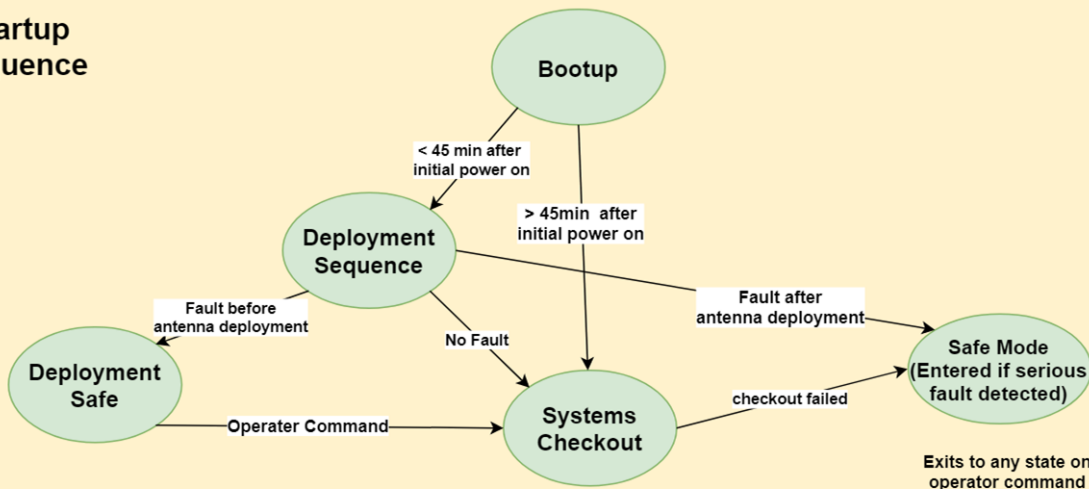 artup
uence
Bootup
< 45 min after
initial power on
> 45min after
initial power on
Deployment
Sequence
Fault before
antenna deployment
No Fault
Fault after
antenna deployment
Safe Mode
(Entered if serious
fault detected)
Deployment
Safe
Operater Command
Systems
Checkout
checkout failed
Exits to any state on
operator command